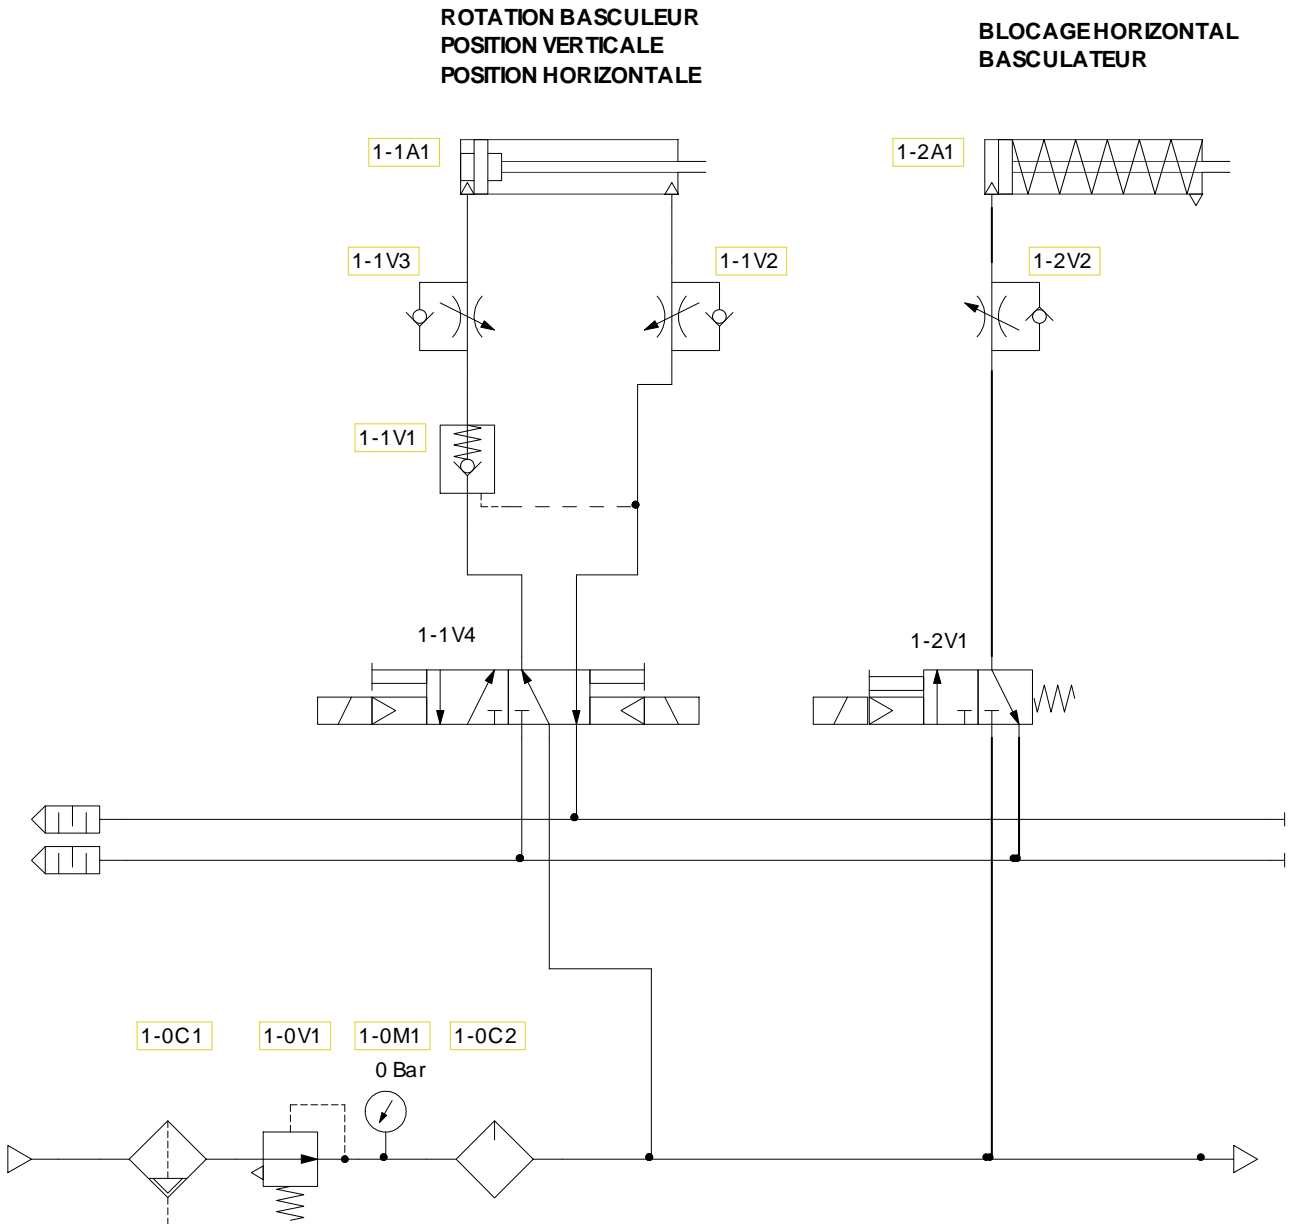 ROTATION BASCULEUR
POSITION VERTICALE
POSITION HORIZONTALE
BLOCAGE HORIZONTAL
BASCULATEUR
1-1A1
1-2A1
1-1V3
1-1V2
1-2V2
1-1V1
1-1V4
1-2V1
1-0C1
1-0V1
1-0M1
1-0C2
0 Bar